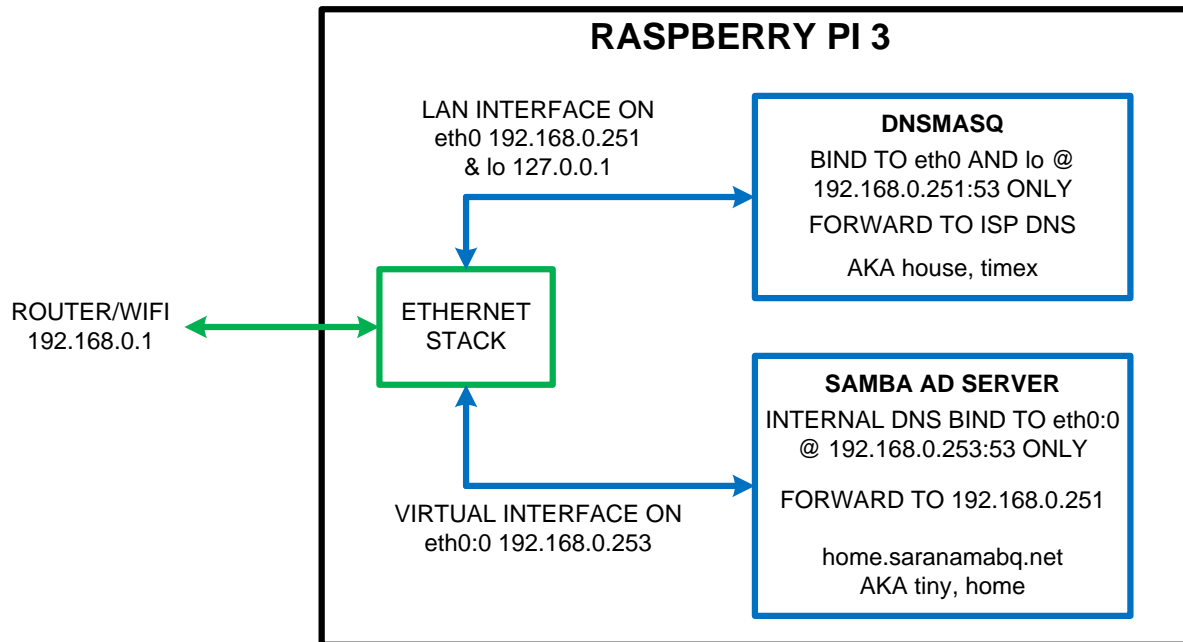 RASPBERRY PI 3
LAN INTERFACE ON
eth0 192.168.0.251
& lo 127.0.0.1
DNSMASQ
BIND TO eth0 AND lo @
192.168.0.251:53 ONLY
FORWARD TO ISP DNS
AKA house, timex
ROUTER/WIFI
192.168.0.1
ETHERNET
STACK
SAMBA AD SERVER
INTERNAL DNS BIND TO eth0:0
@ 192.168.0.253:53 ONLY
FORWARD TO 192.168.0.251
home.saranamabq.net
AKA tiny, home
VIRTUAL INTERFACE ON
eth0:0 192.168.0.253